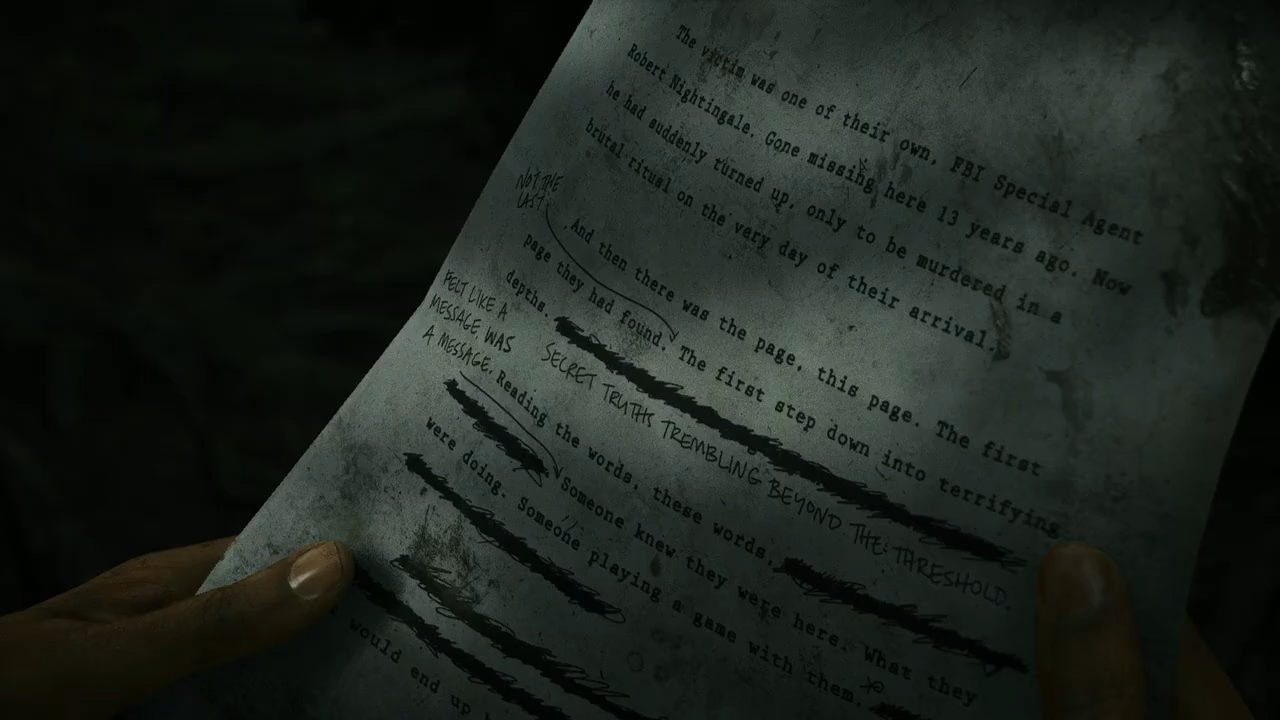 The victim was one of their own, FBI Special Agent
Robert Nightingale. Gone missing here 13 years ago. Now
he had suddenly turned up, only to be murdered in a
brutal ritual on the very day of their arrival.
NOT THE
LAST.
And then there was the page, this page. The first
page they had found. The first step down into terrifying
depths.
SECRET TRUTHS TREMBLING BEYOND THE THRESHOLD.
FELT LIKE A
MESSAGE. WAS
A MESSAGE.
Reading the words, these words.
Someone knew they were here. What they
were doing. Someone playing a game with them.
would end up